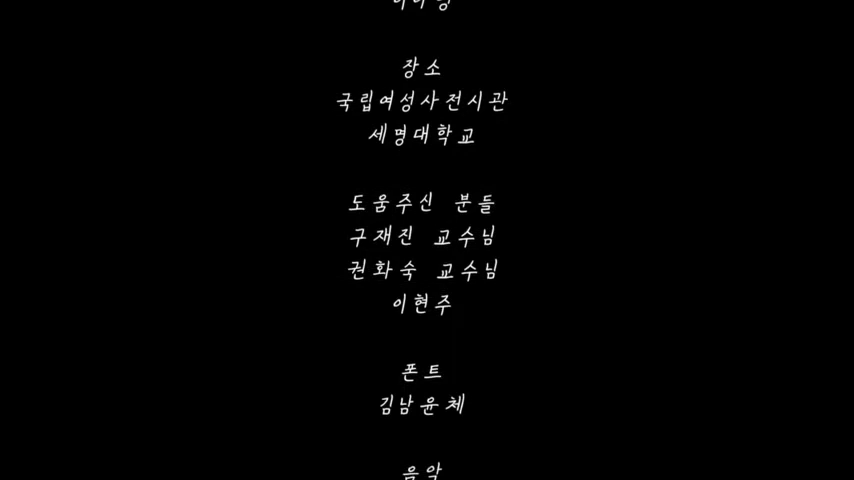 장소
국립여성사전시관
세명대학교
도움주신 분들
구재진 교수님
권화숙 교수님
이현주
폰트
김남윤체
음악